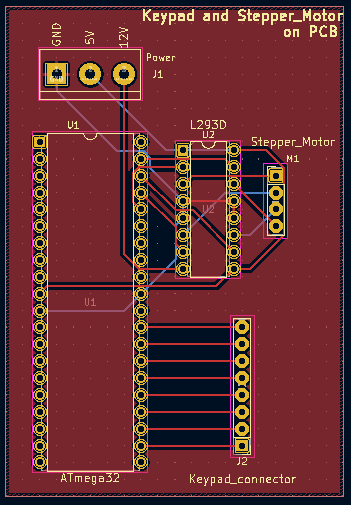 Keypad and Stepper_Motor
on PCB
GND
5V
12V
Power
J1
U1
L293D
U2
Stepper_Motor
M1
U2
U1
J2
ATmega32
Keypad_connector